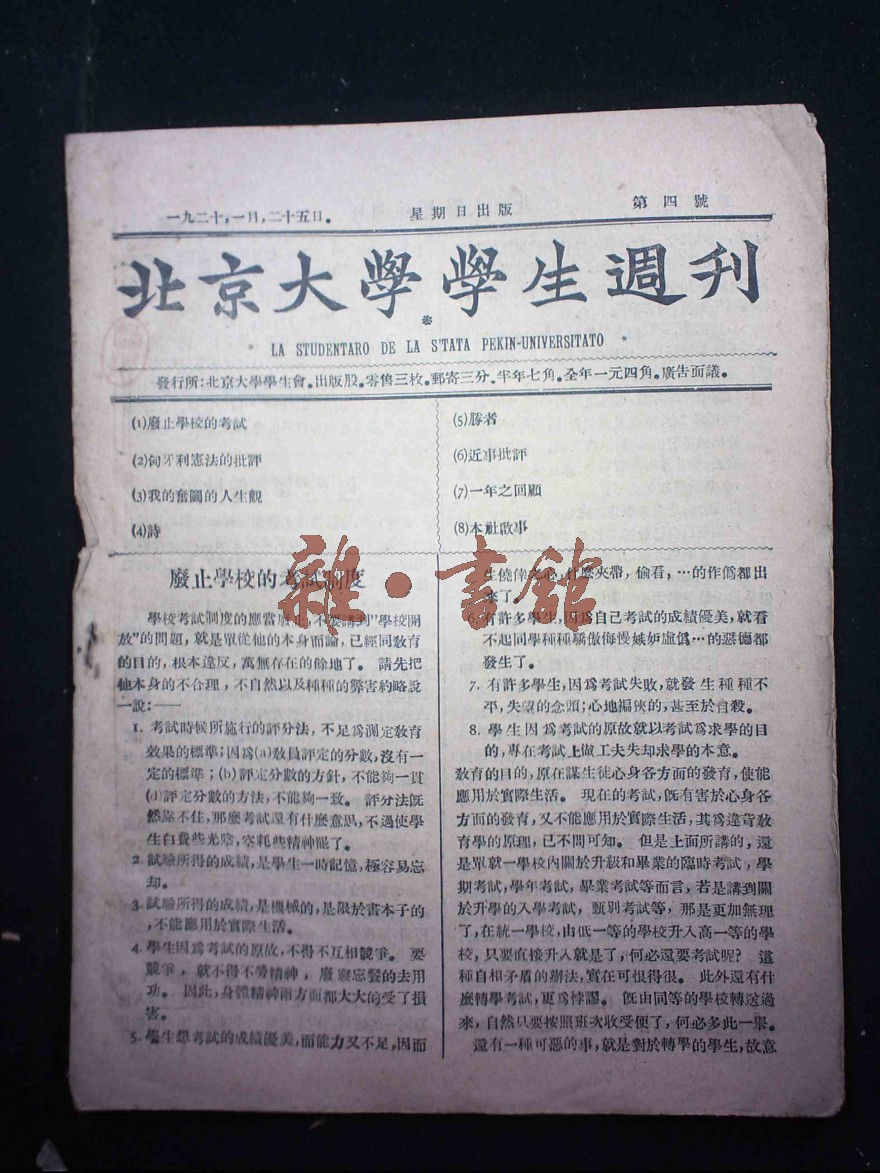 一九二十，一月，二十五日。 星期日出版 第四號
北京大學學生週刊
LA STUDENTARO DE LA S'TATA PEKIN-UNIVERSITATO
發行所：北京大學學生會。出版股。零售三枚。郵寄三分。半年七角。全年一元四角。廣告面議。
(1)廢止學校的考試
(2)匈牙利憲法的批評
(3)我的奮鬭的人生觀
(4)詩
(5)勝者
(6)近事批評
(7)一年之回顧
(8)本社啟事
雜·書館
廢止學校的考試制度
學校考試制度的應當廢止，不要講到“學校開
放”的問題，就是單從他的本身而論，已經同教育
的目的，根本違反，萬無存在的餘地了。 請先把
他本身的不合理，不自然以及種種的弊害約略說
一說：——
1. 考試時候所施行的評分法，不足爲測定教育
效果的標準；因爲(a)教員評定的分數，沒有一
定的標準；(b)評定分數的方針，不能夠一貫
(d)評定分數的方法，不能夠一致。 評分法旣
然靠不住，那麽考試還有什麽意思，不過使學
生白費些光陰，空耗些精神罷了。
2. 試驗所得的成績，是學生一時記憶，極容易忘
却。
3. 試驗所得的成績，是機械的，是限於書本子的
，不能應用於實際生活。
4. 學生因爲考試的原故，不得不互相競爭。 要
競爭，就不得不勞精神，廢寢忘餐的去用
功。 因此，身體精神兩方面都大大的受了損
害。
5. 學生想考試的成績優美，而能力又不足，因而
生僥倖之心，什麽夾帶，偷看，…的作僞都出
來了。
6. 有許多學生，因爲自己考試的成績優美，就看
不起同學種種驕傲侮慢嫉妒虛僞…的惡德都
發生了。
7. 有許多學生，因爲考試失敗，就發生種種不
平，失望的念頭；心地褊狹的，甚至於自殺。
8. 學生因爲考試的原故就以考試爲求學的目
的，專在考試上做工夫失却求學的本意。
教育的目的，原在謀生徒心身各方面的發育，使能
應用於實際生活。 現在的考試，旣有害於心身各
方面的發育，又不能應用於實際生活，其爲違背教
育學的原理，已不問可知。 但是上面所講的，還
是單就一學校內關於升級和畢業的臨時考試，學
期考試，學年考試，畢業考試等而言，若是講到關
於升學的入學考試，甄別考試等，那是更加無理
了，在統一學校，由低一等的學校升入高一等的學
校，只要直接升入就是了，何必還要考試呢？ 這
種自相矛盾的辦法，實在可恨得很。 此外還有什
麽轉學考試，更爲悖謬。 旣由同等的學校轉送過
來，自然只要按照班次收受便了，何必多此一舉。
還有一種可惡的事，就是對於轉學的學生，故意